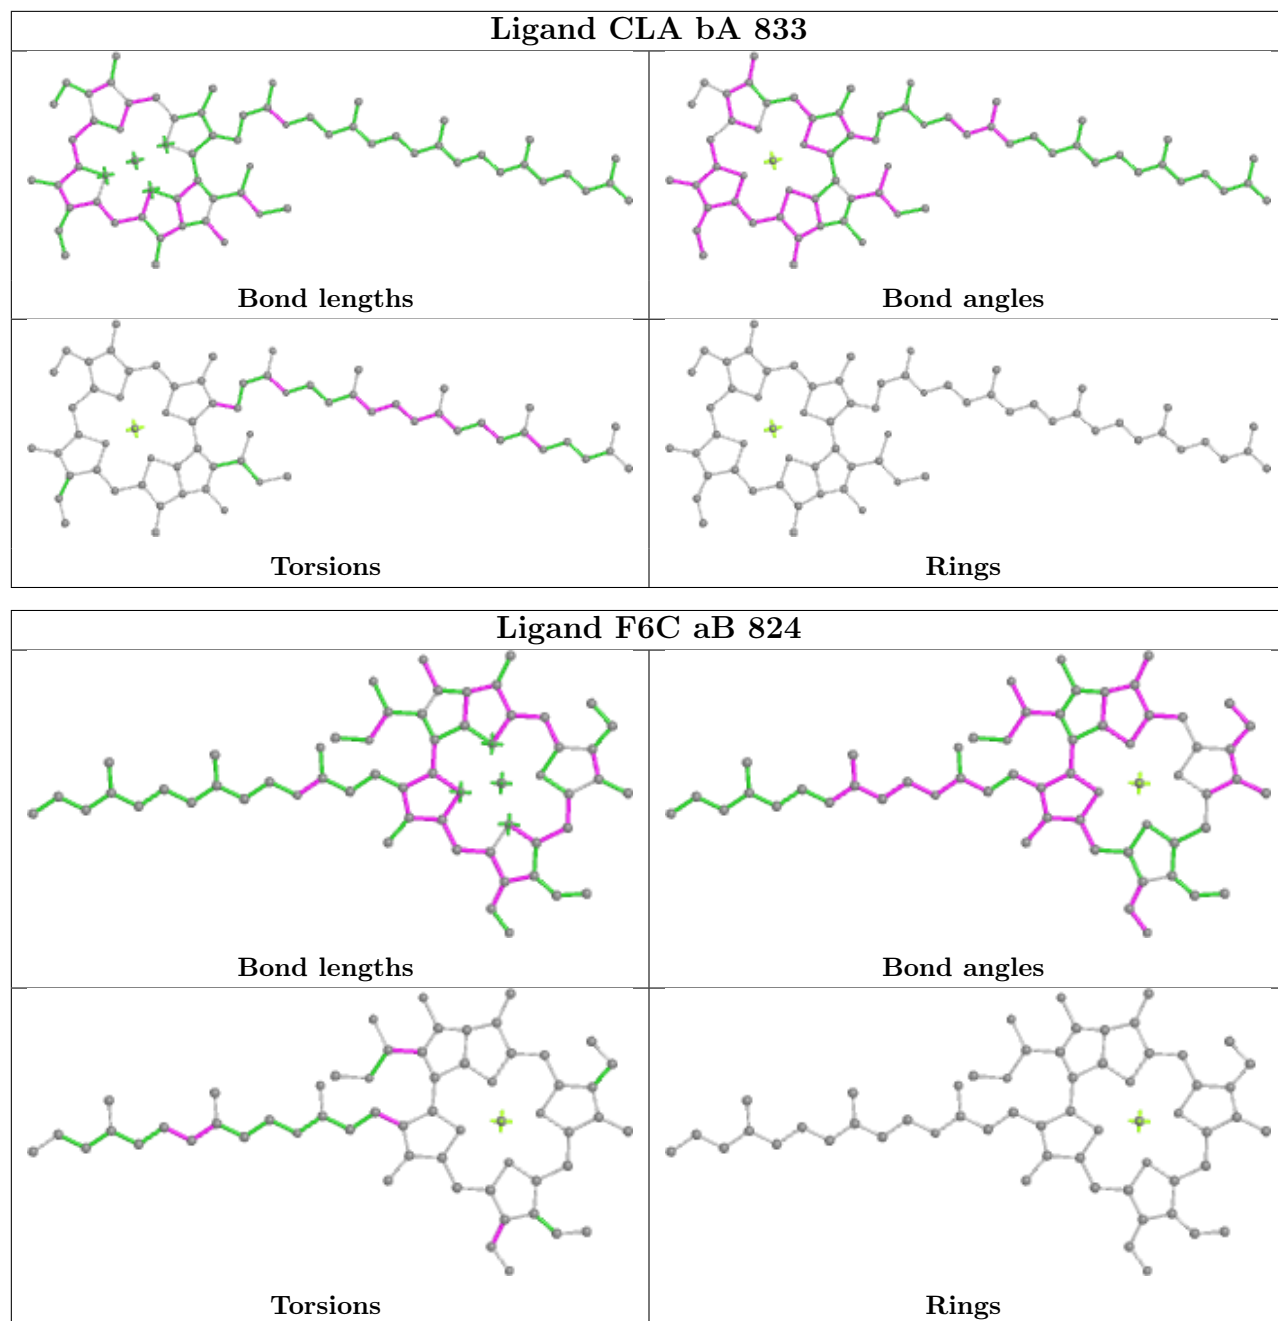 Ligand CLA bA 833
Bond lengths
Bond angles
Torsions
Rings
Ligand F6C aB 824
Bond lengths
Bond angles
Torsions
Rings